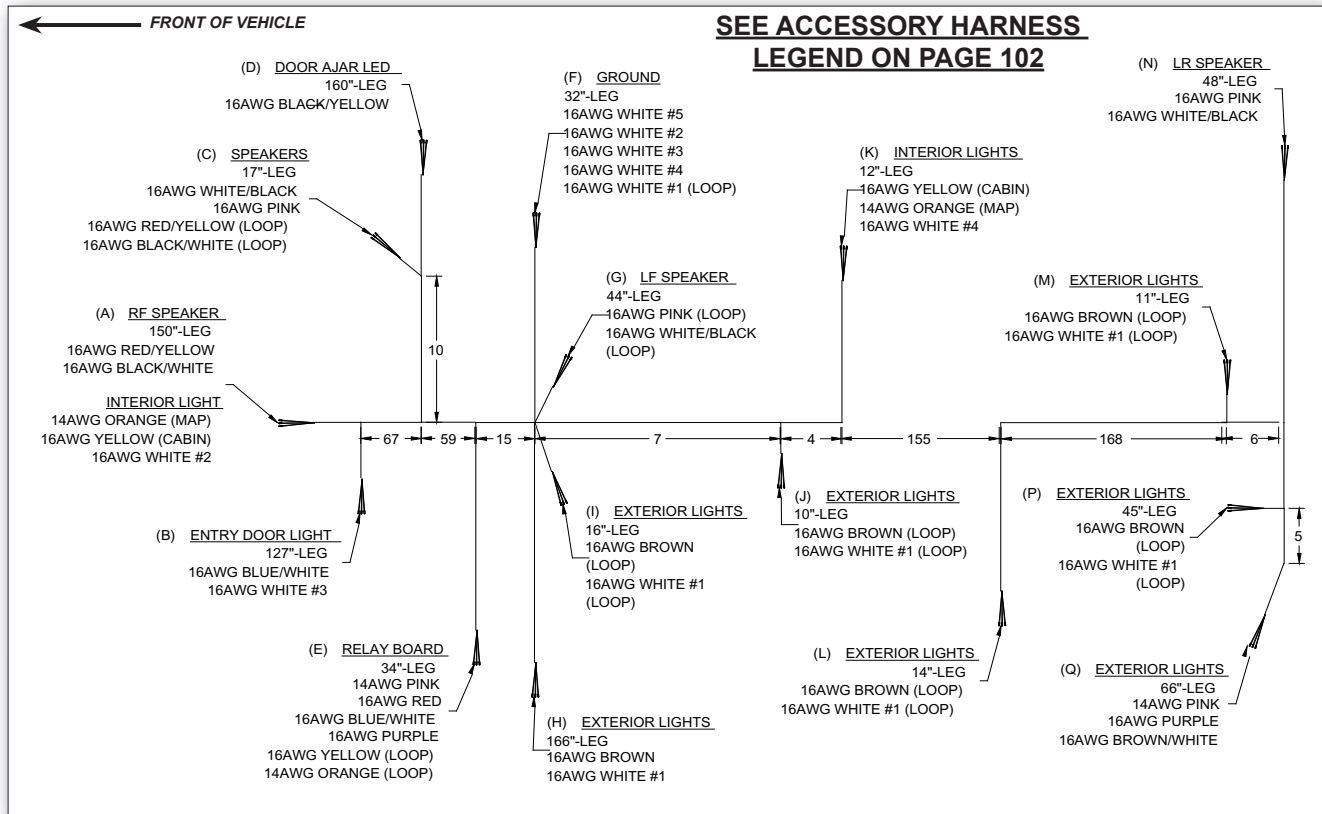 FRONT OF VEHICLE
SEE ACCESSORY HARNESS
LEGEND ON PAGE 102
(D) DOOR AJAR LED
160"-LEG
16AWG BLACK/YELLOW
(C) SPEAKERS
17"-LEG
16AWG WHITE/BLACK
16AWG PINK
16AWG RED/YELLOW (LOOP)
16AWG BLACK/WHITE (LOOP)
(F) GROUND
32"-LEG
16AWG WHITE #5
16AWG WHITE #2
16AWG WHITE #3
16AWG WHITE #4
16AWG WHITE #1 (LOOP)
(K) INTERIOR LIGHTS
12"-LEG
16AWG YELLOW (CABIN)
14AWG ORANGE (MAP)
16AWG WHITE #4
(N) LR SPEAKER
48"-LEG
16AWG PINK
16AWG WHITE/BLACK
(G) LF SPEAKER
44"-LEG
16AWG PINK (LOOP)
16AWG WHITE/BLACK
(LOOP)
(M) EXTERIOR LIGHTS
11"-LEG
16AWG BROWN (LOOP)
16AWG WHITE #1 (LOOP)
(A) RF SPEAKER
150"-LEG
16AWG RED/YELLOW
16AWG BLACK/WHITE
INTERIOR LIGHT
14AWG ORANGE (MAP)
16AWG YELLOW (CABIN)
16AWG WHITE #2
10
67 59 15 7 4 155 168 6
(B) ENTRY DOOR LIGHT
127"-LEG
16AWG BLUE/WHITE
16AWG WHITE #3
(I) EXTERIOR LIGHTS
16"-LEG
16AWG BROWN
(LOOP)
16AWG WHITE #1
(LOOP)
(J) EXTERIOR LIGHTS
10"-LEG
16AWG BROWN (LOOP)
16AWG WHITE #1 (LOOP)
(P) EXTERIOR LIGHTS
45"-LEG
16AWG BROWN
(LOOP)
16AWG WHITE #1
(LOOP)
5
(E) RELAY BOARD
34"-LEG
14AWG PINK
16AWG RED
16AWG BLUE/WHITE
16AWG PURPLE
16AWG YELLOW (LOOP)
14AWG ORANGE (LOOP)
(H) EXTERIOR LIGHTS
166"-LEG
16AWG BROWN
16AWG WHITE #1
(L) EXTERIOR LIGHTS
14"-LEG
16AWG BROWN (LOOP)
16AWG WHITE #1 (LOOP)
(Q) EXTERIOR LIGHTS
66"-LEG
14AWG PINK
16AWG PURPLE
16AWG BROWN/WHITE